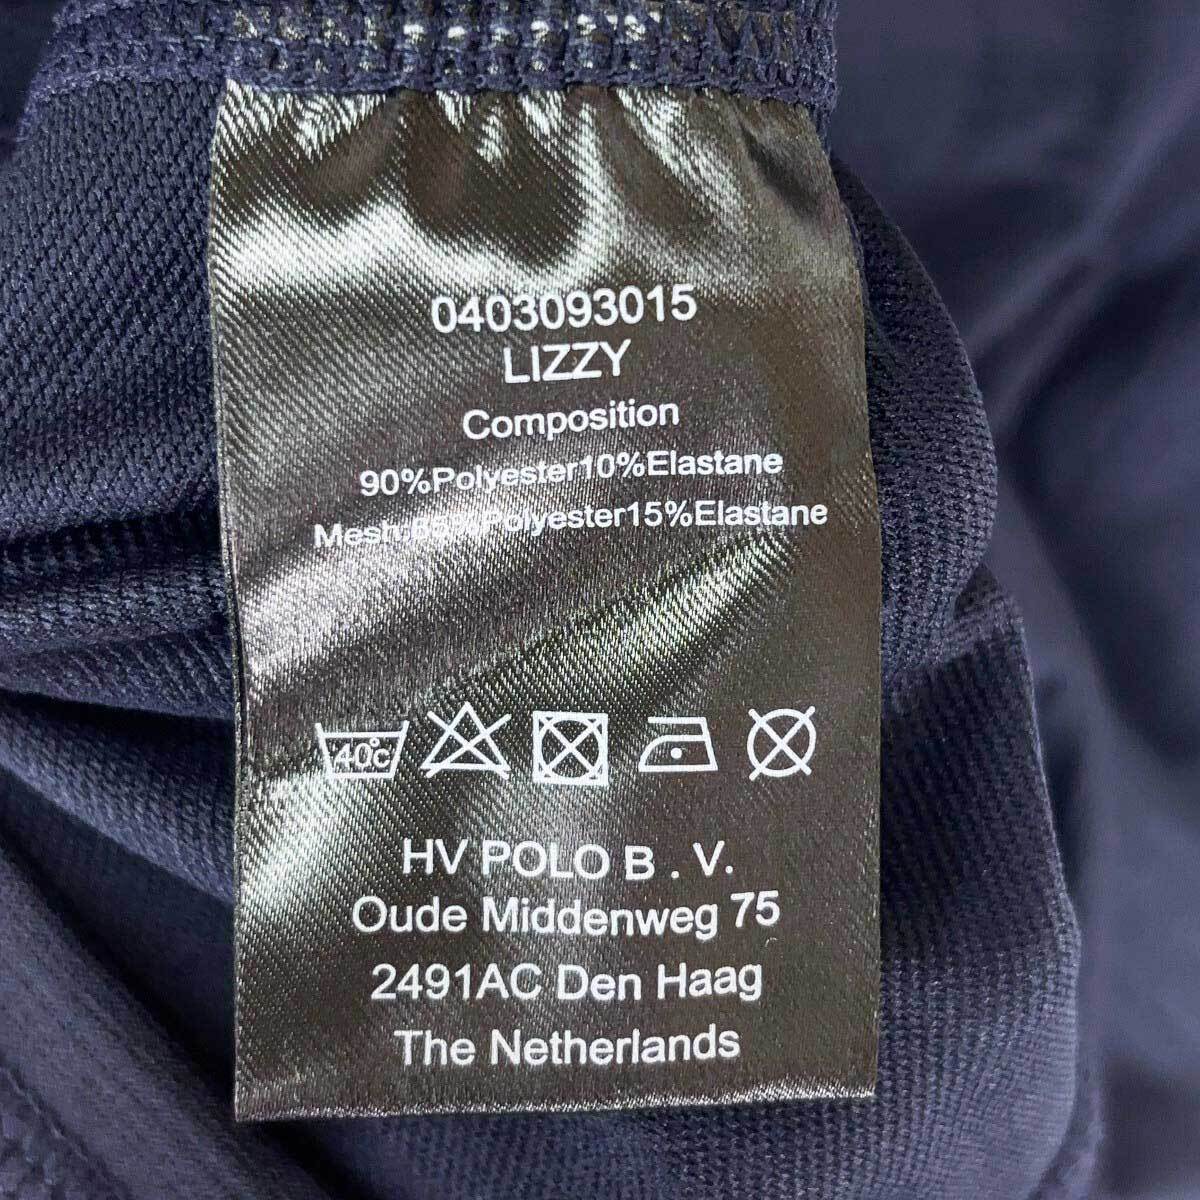 0403093015
LIZZY
Composition
90%Polyester10%Elastane
Mesh:85%Polyester15%Elastane
40°c
HV POLO B . V.
Oude Middenweg 75
2491AC Den Haag
The Netherlands